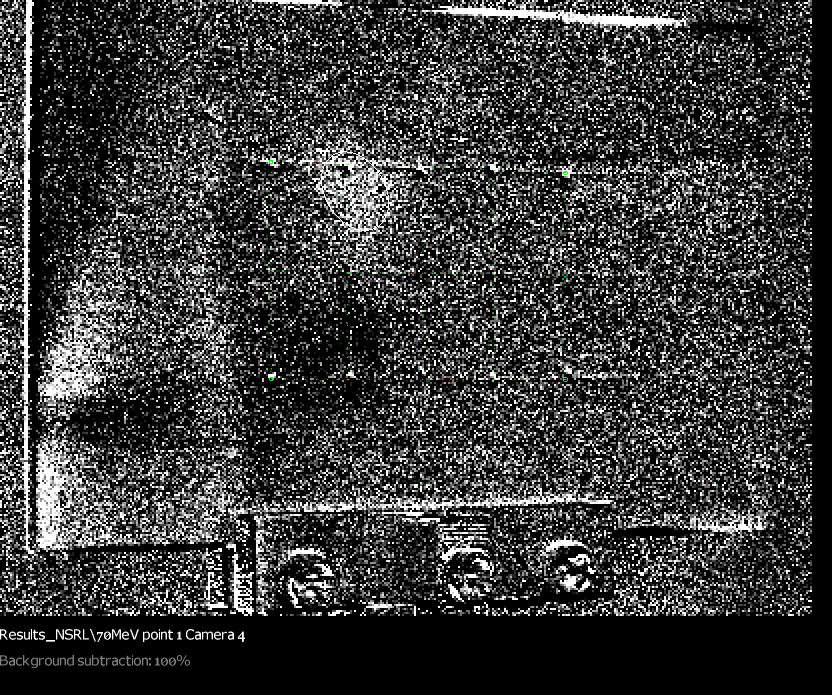 Results_NSRL\70MeV point 1 Camera 4
Background subtraction: 100%